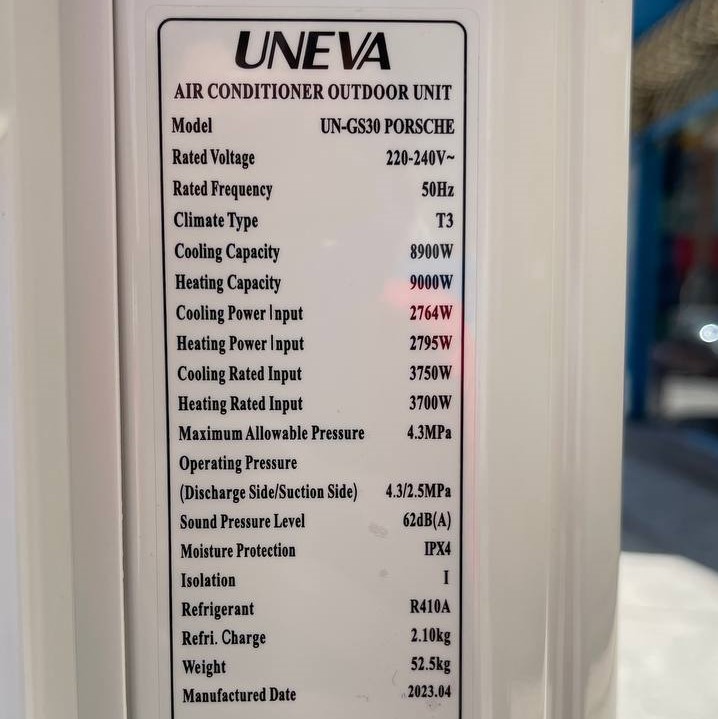 UNEVA
AIR CONDITIONER OUTDOOR UNIT
Model UN-GS30 PORSCHE
Rated Voltage 220-240V~
Rated Frequency 50Hz
Climate Type T3
Cooling Capacity 8900W
Heating Capacity 9000W
Cooling Power Input 2764W
Heating Power Input 2795W
Cooling Rated Input 3750W
Heating Rated Input 3700W
Maximum Allowable Pressure 4.3MPa
Operating Pressure
(Discharge Side/Suction Side) 4.3/2.5MPa
Sound Pressure Level 62dB(A)
Moisture Protection IPX4
Isolation I
Refrigerant R410A
Refri. Charge 2.10kg
Weight 52.5kg
Manufactured Date 2023.04